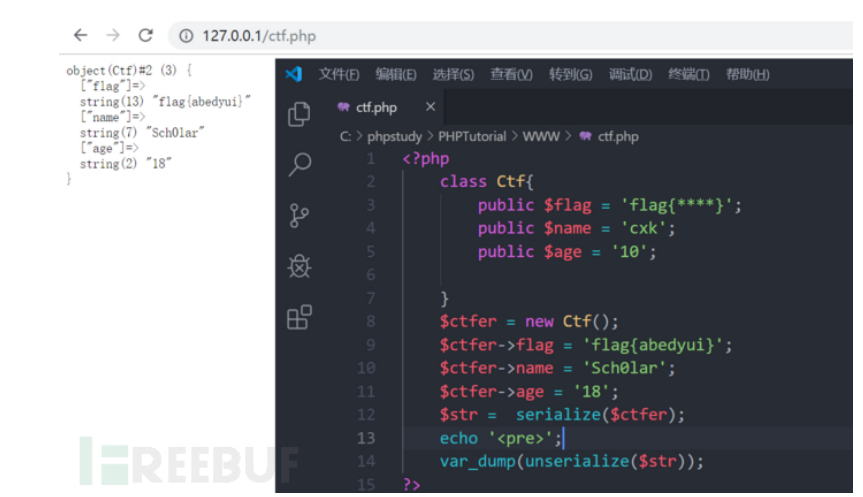 127.0.0.1/ctf.php
object(Ctf)#2 (3) {
["flag"]=>
string(13) "flag{abedyui}"
["name"]=>
string(7) "Sch0lar"
["age"]=>
string(2) "18"
}
文件(F) 编辑(E) 选择(S) 查看(V) 转到(G) 调试(D) 终端(T) 帮助(H)
ctf.php ×
C: > phpstudy > PHPTutorial > WWW > ctf.php
1 <?php
2 class Ctf{
3 public $flag = 'flag{****}';
4 public $name = 'cxk';
5 public $age = '10';
6
7 }
8 $ctfer = new Ctf();
9 $ctfer->flag = 'flag{abedyui}';
10 $ctfer->name = 'Sch0lar';
11 $ctfer->age = '18';
12 $str = serialize($ctfer);
13 echo '<pre>';
14 var_dump(unserialize($str));
15 ?>
FREEBUF